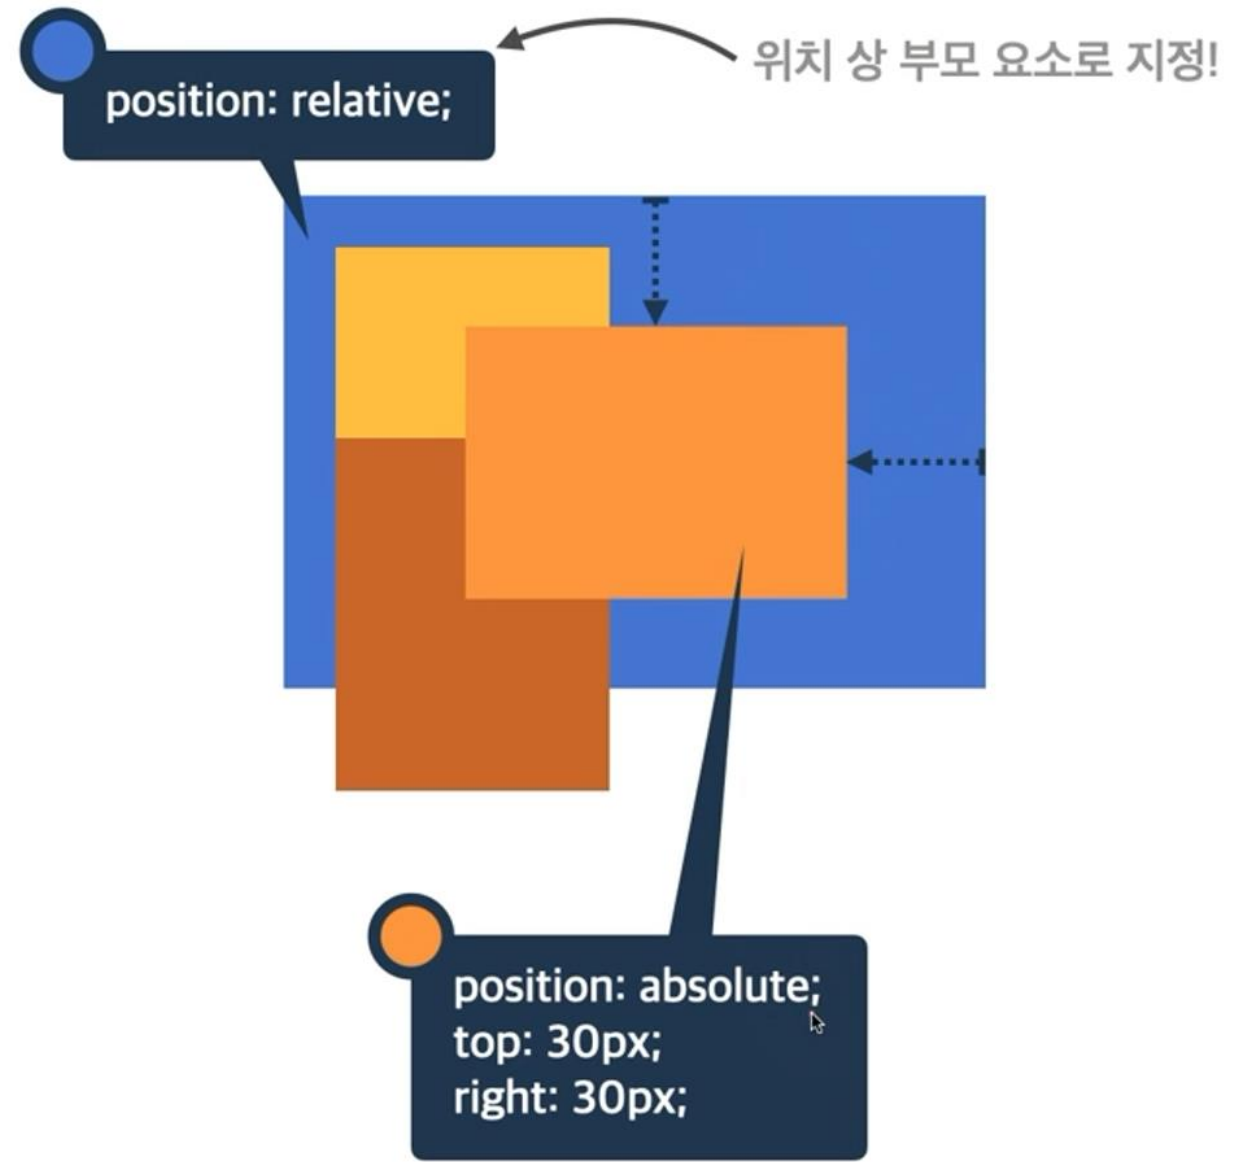 position: relative;
위치 상 부모 요소로 지정!
position: absolute;
top: 30px;
right: 30px;